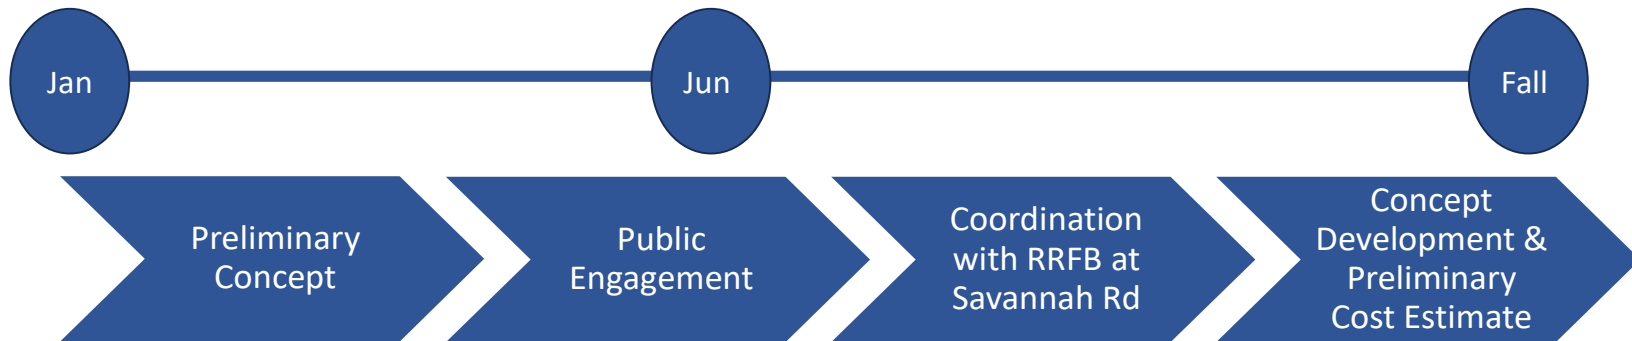 Jan
Jun
Fall
Preliminary
Concept
Public
Engagement
Coordination
with RRFB at
Savannah Rd
Concept
Development &
Preliminary
Cost Estimate